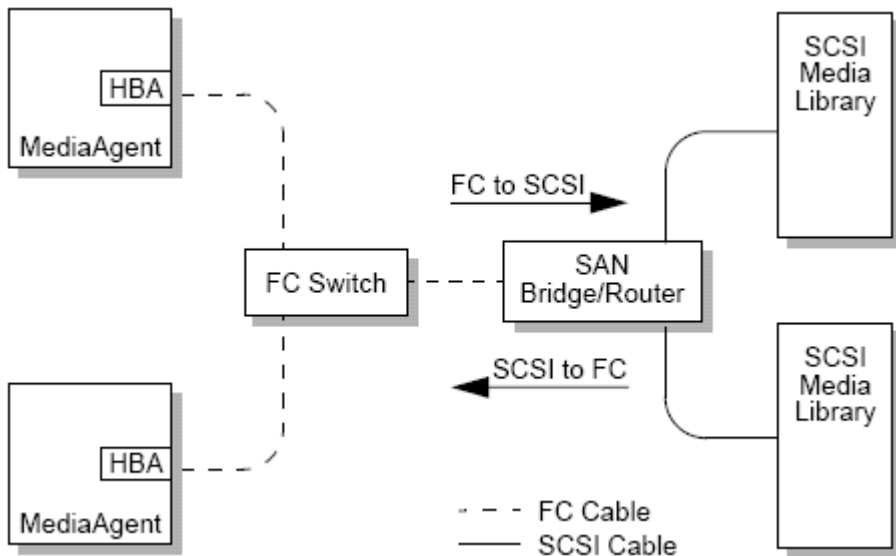 HBA
MediaAgent
SCSI
Media
Library
FC to SCSI
FC Switch
SAN
Bridge/Router
SCSI to FC
SCSI
Media
Library
HBA
MediaAgent
FC Cable
SCSI Cable